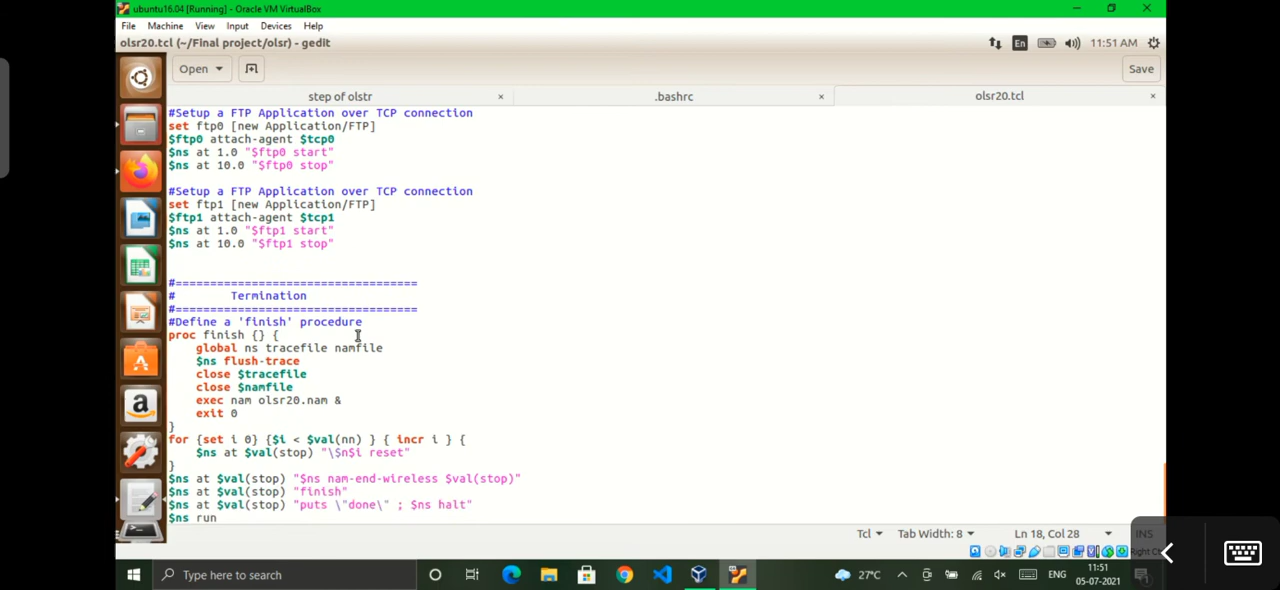 ubuntu16.04 [Running] - Oracle VM VirtualBox
File Machine View Input Devices Help
olsr20.tcl (~/Final project/olsr) - gedit
En 11:51 AM
Open Save
step of olstr .bashrc olsr20.tcl
#Setup a FTP Application over TCP connection
set ftp0 [new Application/FTP]
$ftp0 attach-agent $tcp0
$ns at 1.0 "$ftp0 start"
$ns at 10.0 "$ftp0 stop"
#Setup a FTP Application over TCP connection
set ftp1 [new Application/FTP]
$ftp1 attach-agent $tcp1
$ns at 1.0 "$ftp1 start"
$ns at 10.0 "$ftp1 stop"
#===================================
#        Termination
#===================================
#Define a 'finish' procedure
proc finish {} {
    global ns tracefile namfile
    $ns flush-trace
    close $tracefile
    close $namfile
    exec nam olsr20.nam &
    exit 0
}
for {set i 0} {$i < $val(nn) } { incr i } {
    $ns at $val(stop) "\$n$i reset"
}
$ns at $val(stop) "$ns nam-end-wireless $val(stop)"
$ns at $val(stop) "finish"
$ns at $val(stop) "puts \"done\" ; $ns halt"
$ns run
Tcl Tab Width: 8 Ln 18, Col 28 INS
Right Ct
Type here to search 27°C ENG 11:51
05-07-2021